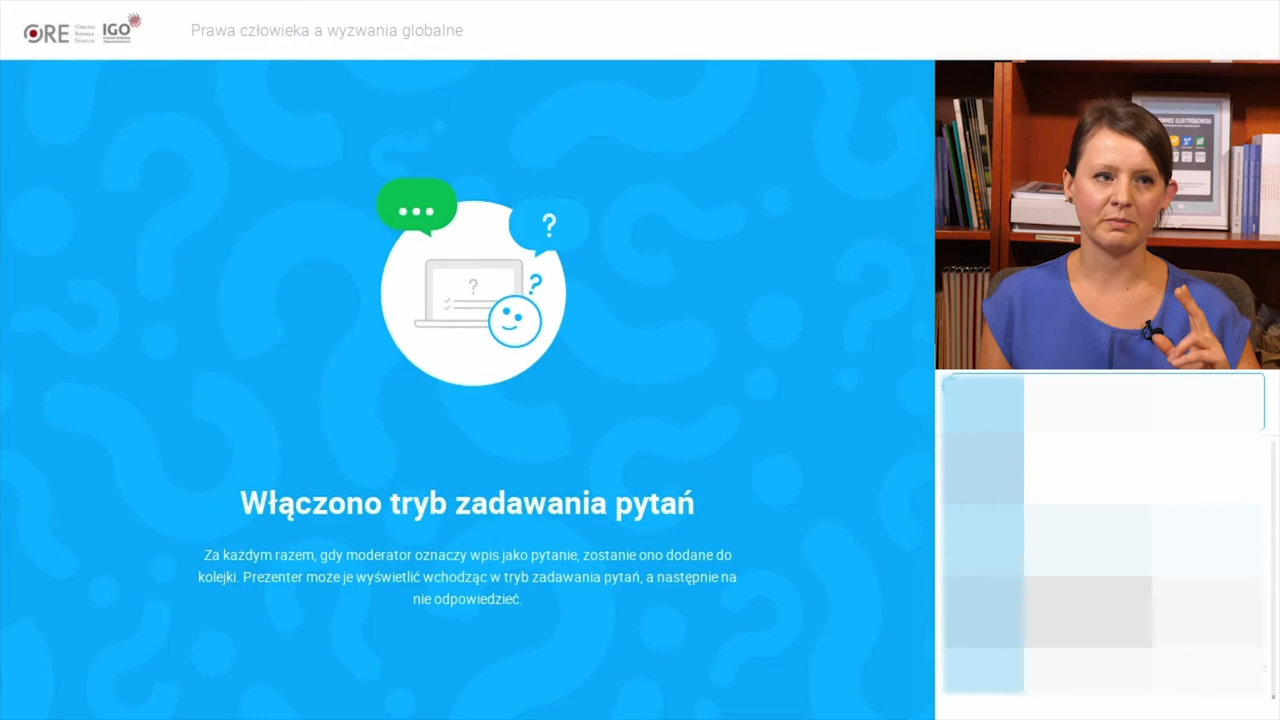 ORE
IGO
Prawa człowieka a wyzwania globalne
?
?
?
Włączono tryb zadawania pytań
Za każdym razem, gdy moderator oznaczy wpis jako pytanie, zostanie ono dodane do
kolejki. Prezenter może je wyświetlić wchodząc w tryb zadawania pytań, a następnie na
nie odpowiedzieć.